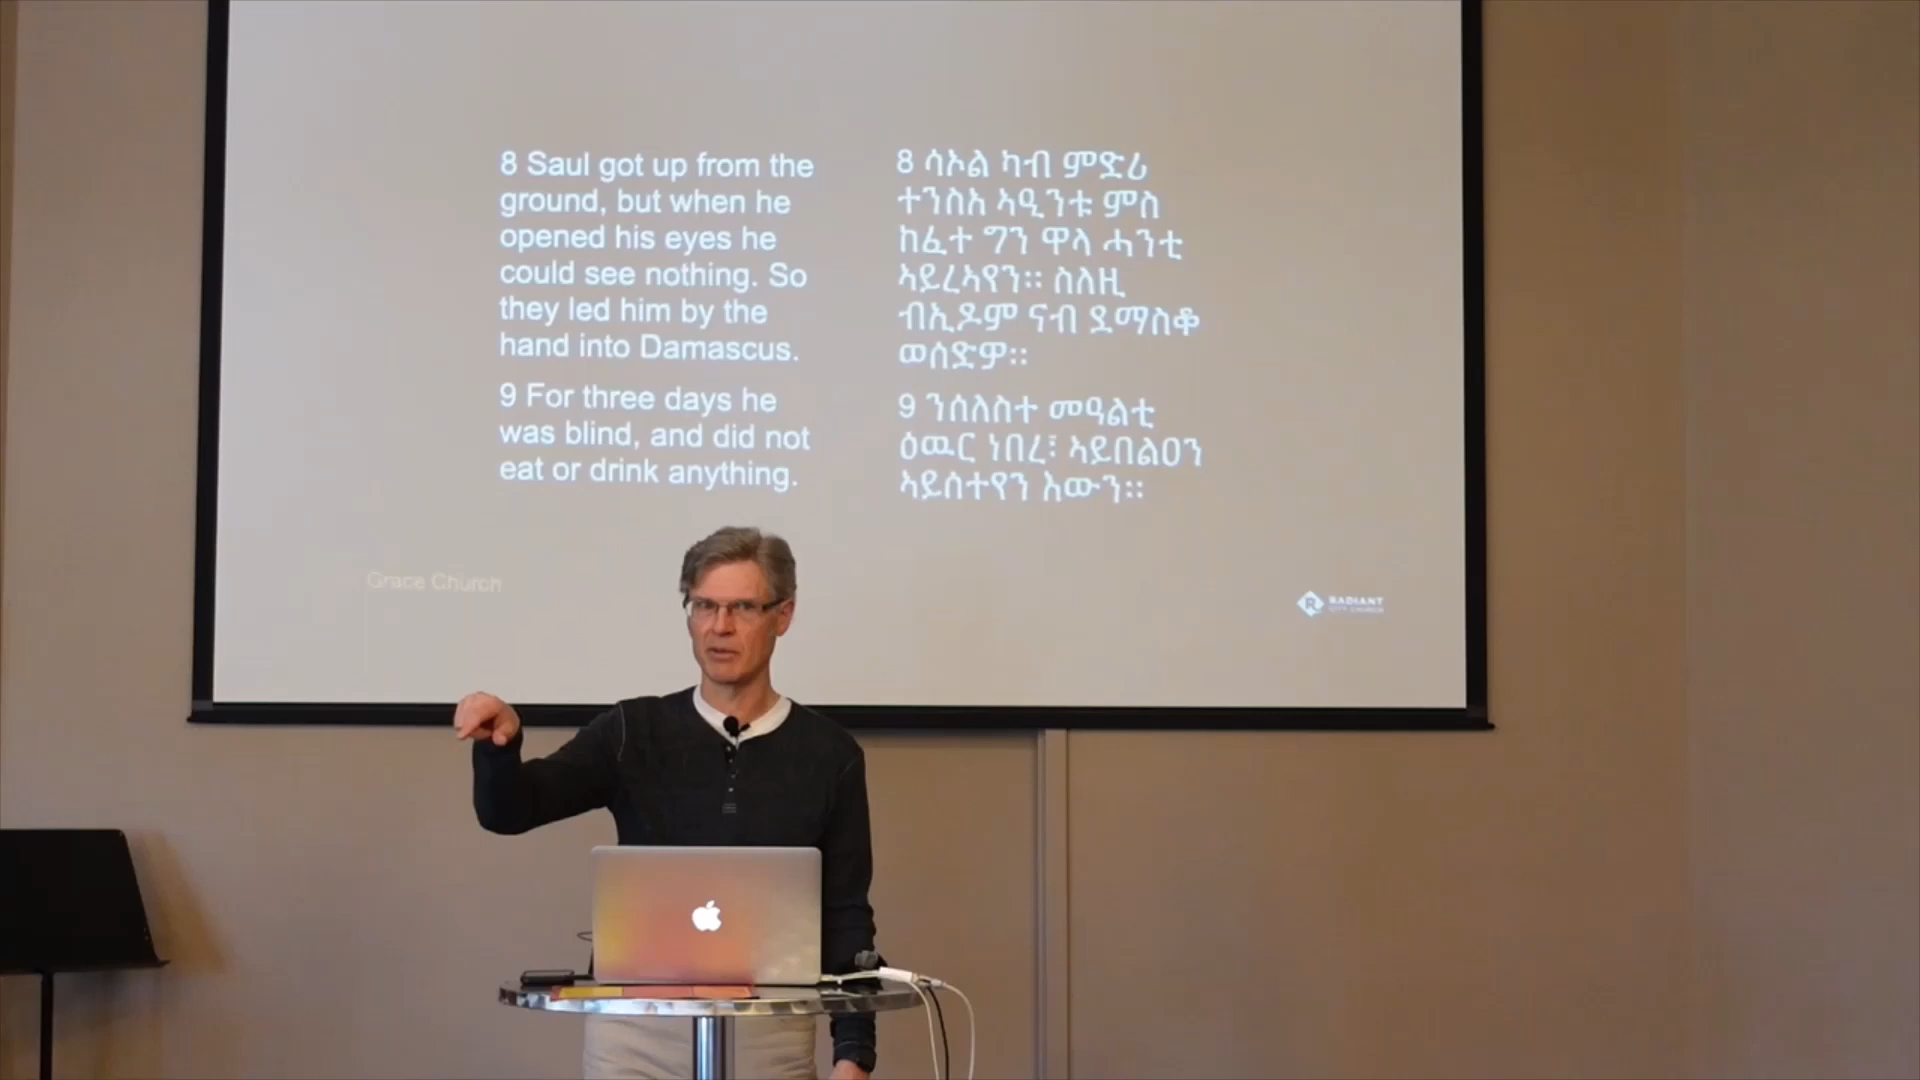 8 Saul got up from the
ground, but when he
opened his eyes he
could see nothing. So
they led him by the
hand into Damascus.
9 For three days he
was blind, and did not
eat or drink anything.
8 ሳኦል ካብ ምድሪ
ተንስአ ኣዒንቱ ምስ
ከፈተ ግን ዋላ ሓንቲ
ኣይረኣየን። ስለዚ
ብኢዶም ናብ ደማስቆ
ወሰድዎ።
9 ንሰለስተ መዓልቲ
ዕዉር ነበረ፣ ኣይበልዐን
ኣይሰተየን እውን።
Grace Church
RADIANT
CITY CHURCH